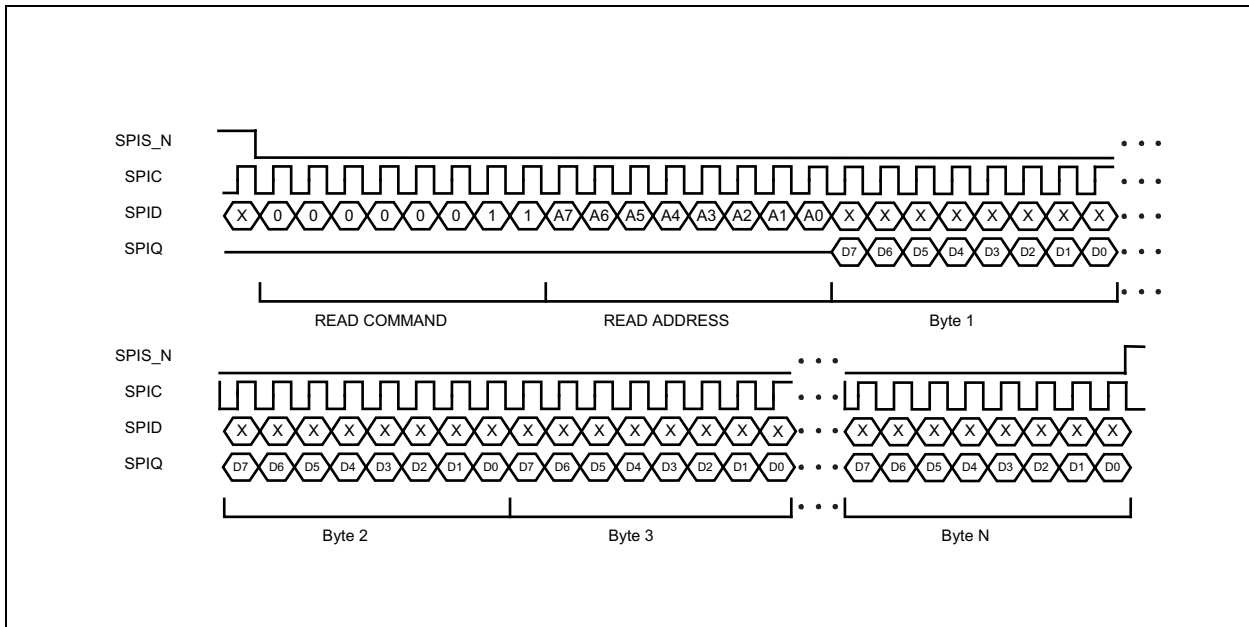 SPIS_N
SPIC
SPID X 0 0 0 0 0 0 1 1 A7 A6 A5 A4 A3 A2 A1 A0 X X X X X X X X
SPIQ D7 D6 D5 D4 D3 D2 D1 D0
READ COMMAND READ ADDRESS Byte 1
SPIS_N
SPIC
SPID X X X X X X X X X X X X X X X X X X X X X X X X
SPIQ D7 D6 D5 D4 D3 D2 D1 D0 D7 D6 D5 D4 D3 D2 D1 D0 D7 D6 D5 D4 D3 D2 D1 D0
Byte 2 Byte 3 Byte N